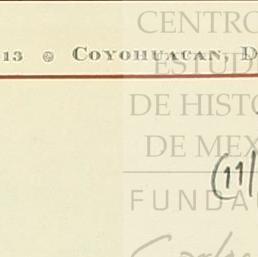 CENTRO
13 COYOHUACAN, D
ESTUD
DE HISTO
DE MEX
(11/
FUNDA